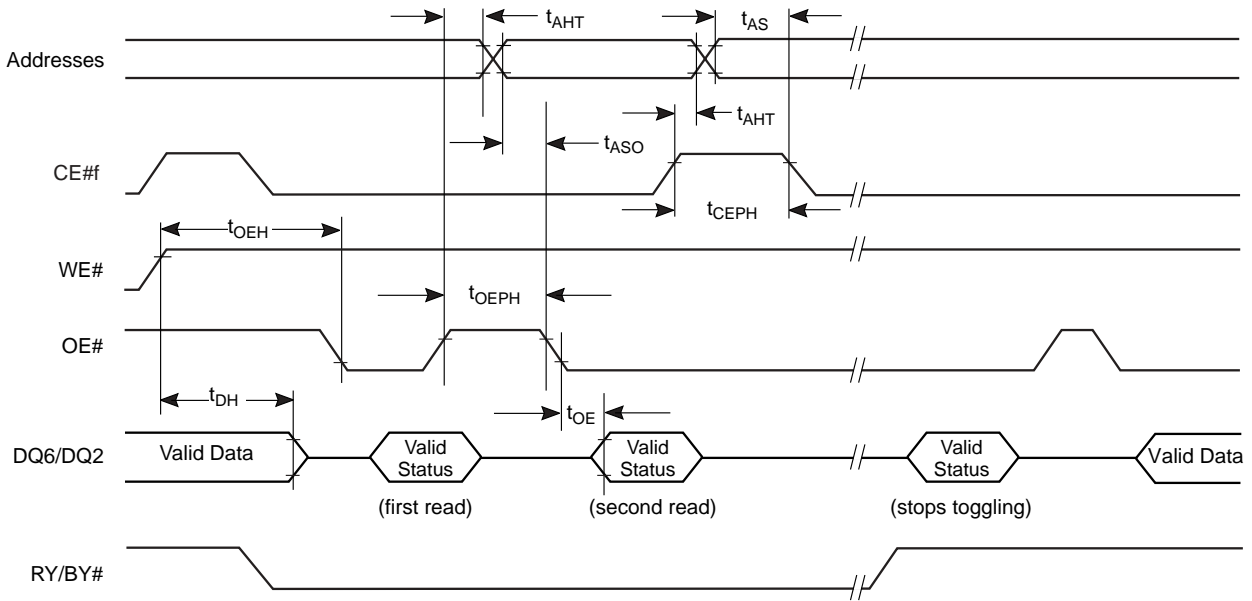 tAHT
tAS
Addresses
tAHT
tASO
CE#f
tCEPH
tOEH
WE#
tOEPH
OE#
tDH
tOE
DQ6/DQ2
Valid Data
Valid
Status
Valid
Status
Valid
Status
Valid Data
(first read)
(second read)
(stops toggling)
RY/BY#